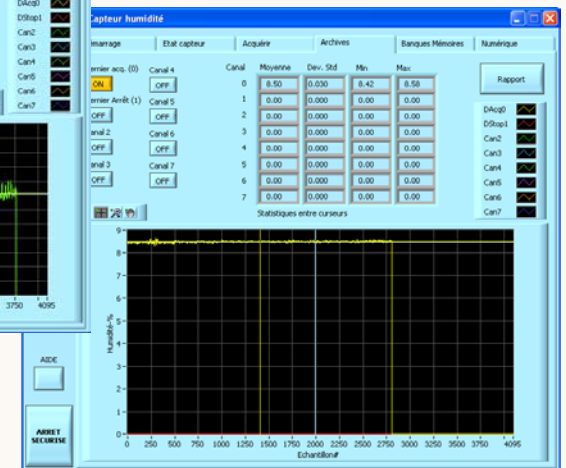 DAcq0
DStop1
Can2
Can3
Can4
Can5
Can6
Can7
3750 4095
Capteur humidité
Etat capteur Acquérir Archives Banques Mémoires Numérique
acq. (0) Canal 4 Canal Moyenne Dev. Std Min Max
ON OFF 0 8.50 0.030 8.42 8.58 Rapport
Arrêt (1) Canal 5 1 0.00 0.000 0.00 0.00 DAcq0
OFF OFF 2 0.00 0.000 0.00 0.00 DStop1
2 Canal 6 3 0.00 0.000 0.00 0.00 Can2
OFF OFF 4 0.00 0.000 0.00 0.00 Can3
3 Canal 7 5 0.00 0.000 0.00 0.00 Can4
OFF OFF 6 0.00 0.000 0.00 0.00 Can5
7 0.00 0.000 0.00 0.00 Can6
Statistiques entre curseurs Can7
9
8
7
6
5
4
3
2
1
0
Humidité-%
0 250 500 750 1000 1250 1500 1750 2000 2250 2500 2750 3000 3250 3500 3750 4095
Echantillon#
AIDE
ARRET
SECURISE